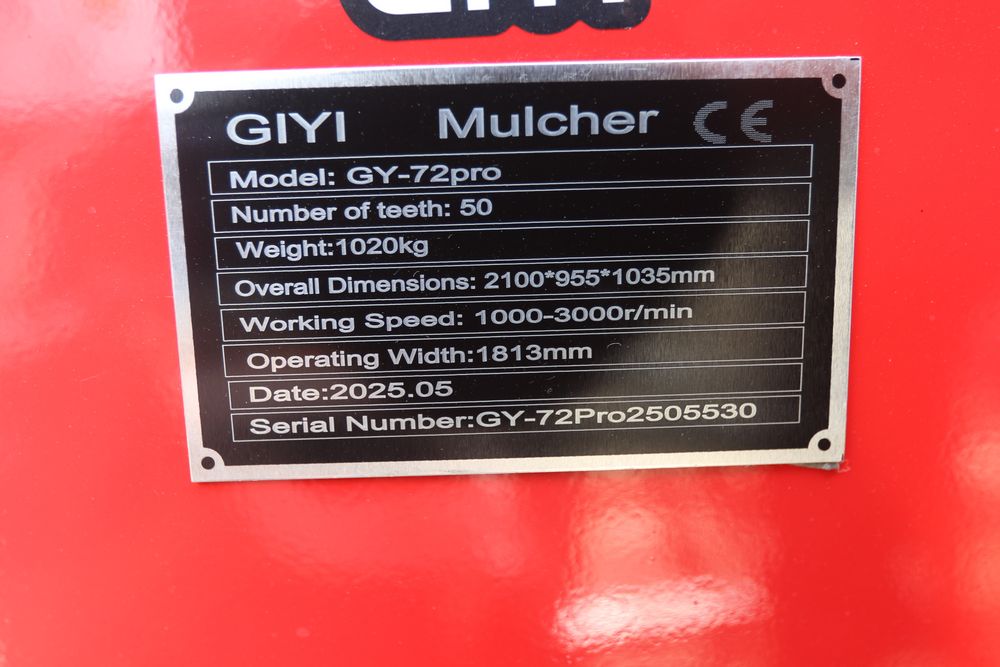 GIYI Mulcher CE
Model: GY-72pro
Number of teeth: 50
Weight:1020kg
Overall Dimensions: 2100*955*1035mm
Working Speed: 1000-3000r/min
Operating Width:1813mm
Date:2025.05
Serial Number:GY-72Pro2505530